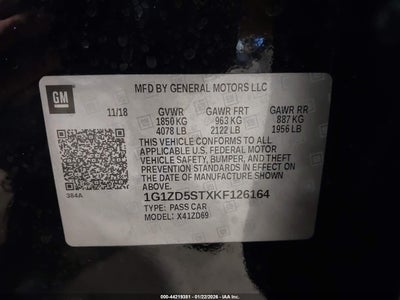 GM
MFD BY GENERAL MOTORS LLC
11/18 GVWR GAWR FRT GAWR RR
1850 KG 963 KG 887 KG
4078 LB 2122 LB 1956 LB
THIS VEHICLE CONFORMS TO ALL
APPLICABLE U.S. FEDERAL MOTOR
VEHICLE SAFETY, BUMPER, AND THEFT
PREVENTION STANDARDS IN EFFECT
ON THE DATE OF MANUFACTURE SHOWN
ABOVE.
384A
1G1ZD5STXKF126164
TYPE: PASS CAR
MODEL: X41ZD69
000-44219381 - 01/22/2026 - IAAI.COM